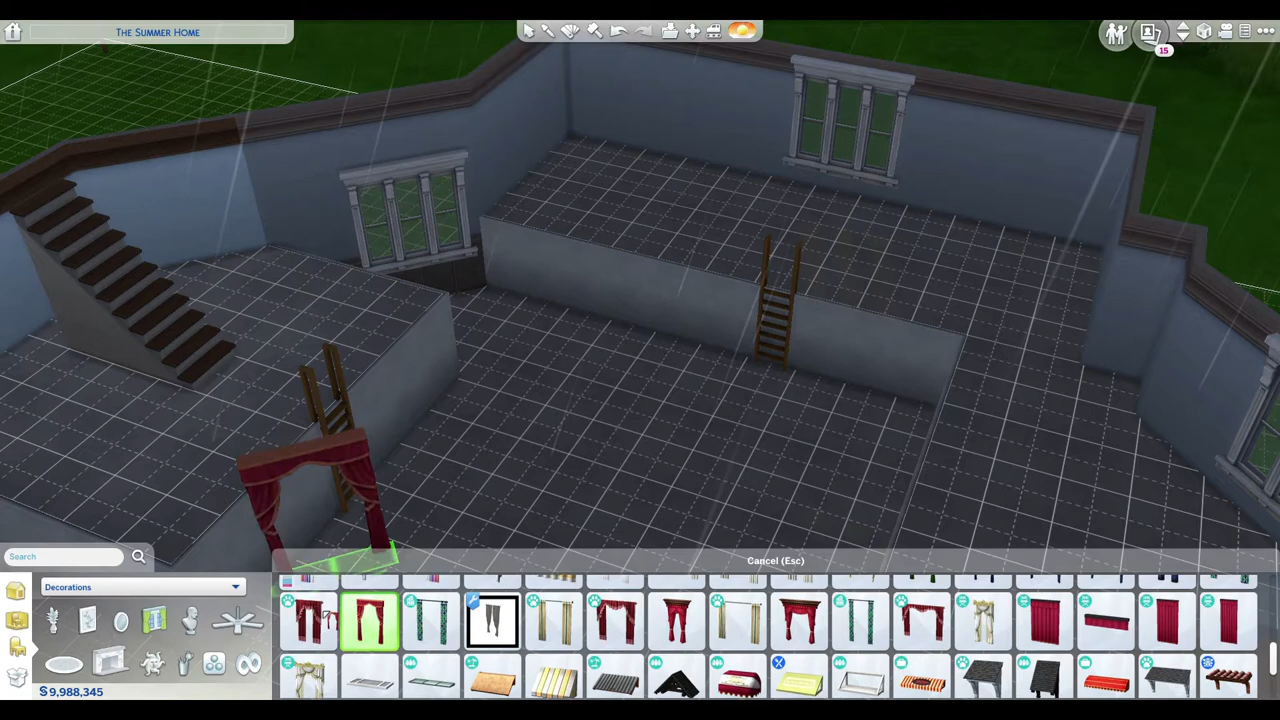 THE SUMMER HOME
15
Cancel (Esc)
Search
Decorations
§9,988,345